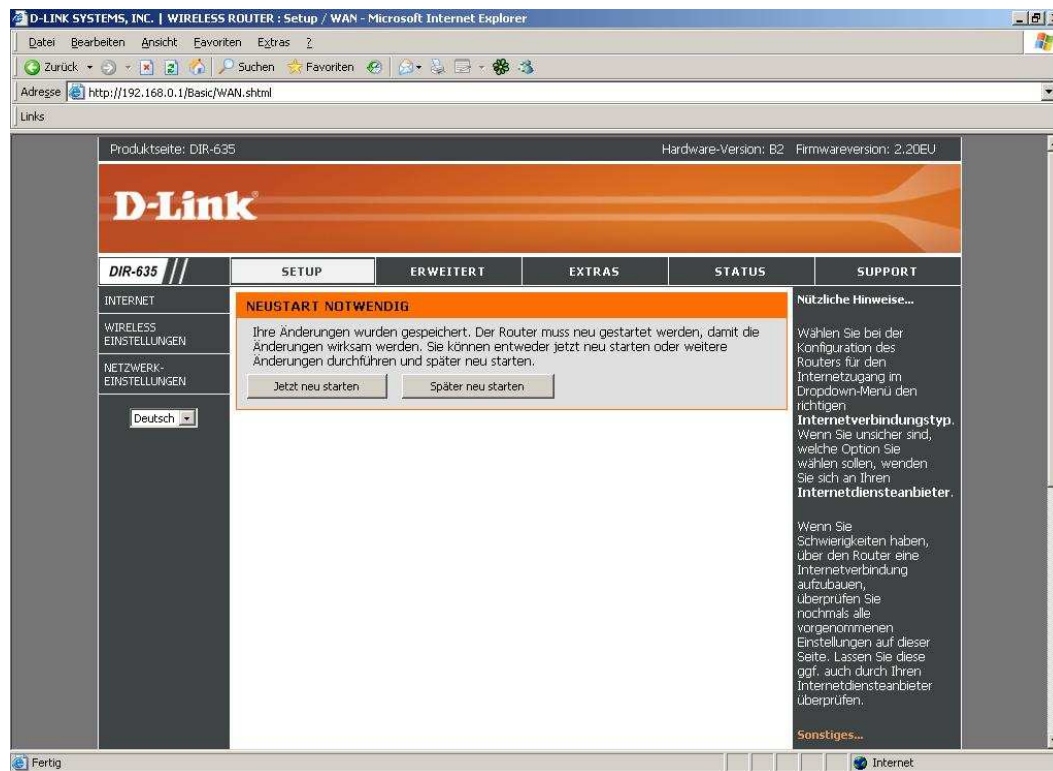 D-LINK SYSTEMS, INC. | WIRELESS ROUTER : Setup / WAN - Microsoft Internet Explorer
Datei Bearbeiten Ansicht Favoriten Extras ?
Zurück Suchen Favoriten
Adresse http://192.168.0.1/Basic/WAN.shtml
Links
Produktseite: DIR-635 Hardware-Version: B2 Firmwareversion: 2.20EU
D-Link®
DIR-635 SETUP ERWEITERT EXTRAS STATUS SUPPORT
INTERNET
WIRELESS
EINSTELLUNGEN
NETZWERK-
EINSTELLUNGEN
Deutsch
NEUSTART NOTWENDIG
Ihre Änderungen wurden gespeichert. Der Router muss neu gestartet werden, damit die
Änderungen wirksam werden. Sie können entweder jetzt neu starten oder weitere
Änderungen durchführen und später neu starten.
Jetzt neu starten Später neu starten
Nützliche Hinweise...
Wählen Sie bei der
Konfiguration des
Routers für den
Internetzugang im
Dropdown-Menü den
richtigen
Internetverbindungstyp.
Wenn Sie unsicher sind,
welche Option Sie
wählen sollen, wenden
Sie sich an Ihren
Internetdiensteanbieter.
Wenn Sie
Schwierigkeiten haben,
über den Router eine
Internetverbindung
aufzubauen,
überprüfen Sie
nochmals alle
vorgenommenen
Einstellungen auf dieser
Seite. Lassen Sie diese
ggf. auch durch Ihren
Internetdiensteanbieter
überprüfen.
Sonstiges...
Fertig Internet